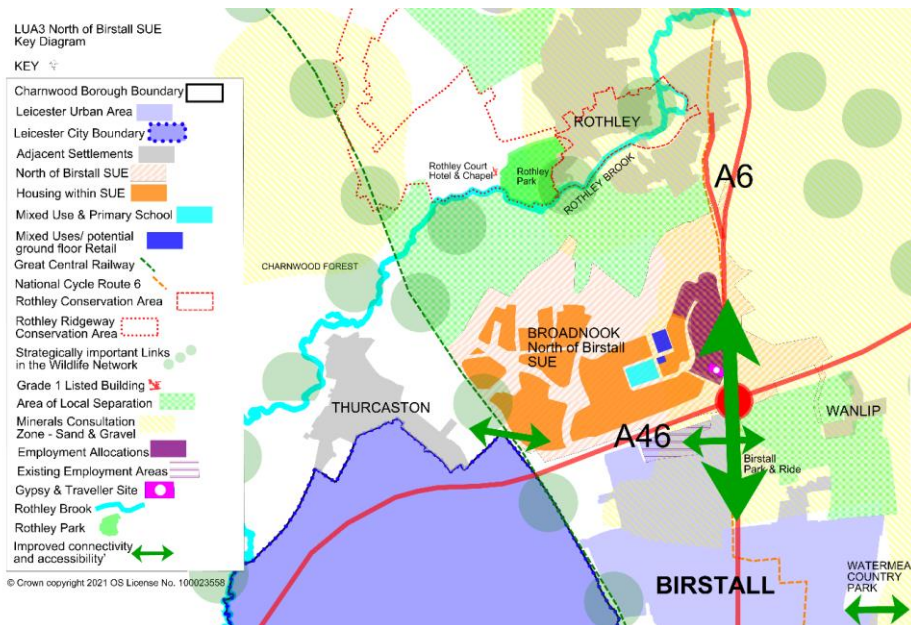 LUA3 North of Birstall SUE
Key Diagram
KEY
Charnwood Borough Boundary
Leicester Urban Area
Leicester City Boundary
Adjacent Settlements
North of Birstall SUE
Housing within SUE
Mixed Use & Primary School
Mixed Uses/ potential
ground floor Retail
Great Central Railway
National Cycle Route 6
Rothley Conservation Area
Rothley Ridgeway
Conservation Area
Strategically important Links
in the Wildlife Network
Grade 1 Listed Building
Area of Local Separation
Minerals Consultation
Zone - Sand & Gravel
Employment Allocations
Existing Employment Areas
Gypsy & Traveller Site
Rothley Brook
Rothley Park
Improved connectivity
and accessibility'
© Crown copyright 2021 OS License No. 100023558
ROTHLEY
Rothley Court
Hotel & Chapel
Rothley
Park
ROTHLEY BROOK
A6
CHARNWOOD FOREST
BROADNOOK
North of Birstall
SUE
THURCASTON
WANLIP
A46
Birstall
Park & Ride
BIRSTALL
WATERMEA
COUNTRY
PARK